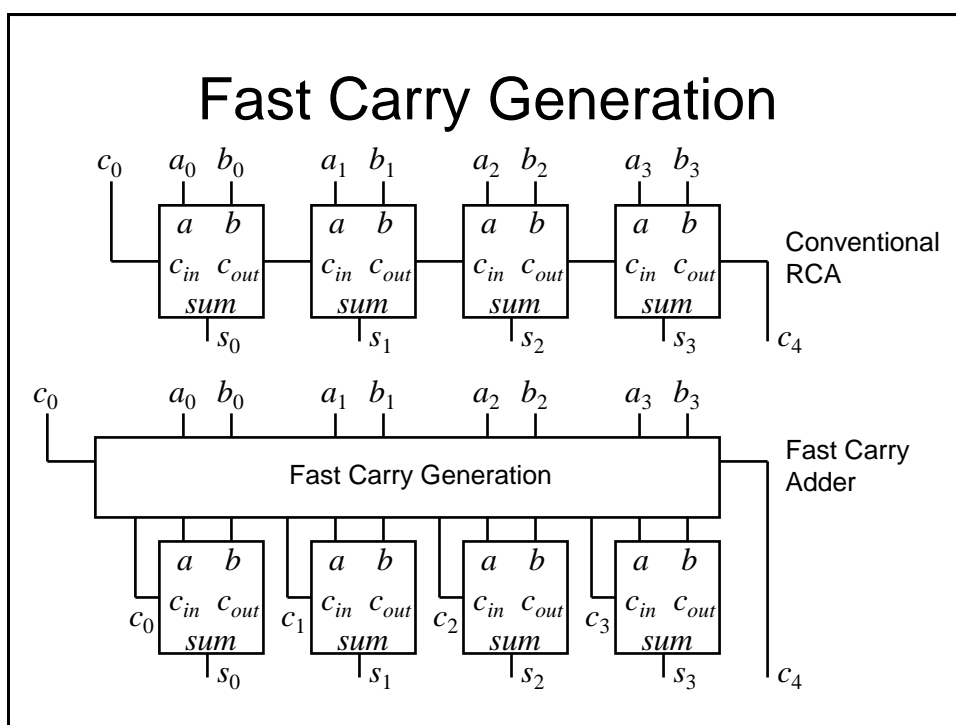 Fast Carry Generation
c0 a0 b0 a1 b1 a2 b2 a3 b3
a b a b a b a b
Conventional
RCA
cin cout cin cout cin cout cin cout
sum sum sum sum
s0 s1 s2 s3 c4
c0 a0 b0 a1 b1 a2 b2 a3 b3
Fast Carry Generation
Fast Carry
Adder
a b a b a b a b
c0 cin cout c1 cin cout c2 cin cout c3 cin cout
sum sum sum sum
s0 s1 s2 s3 c4